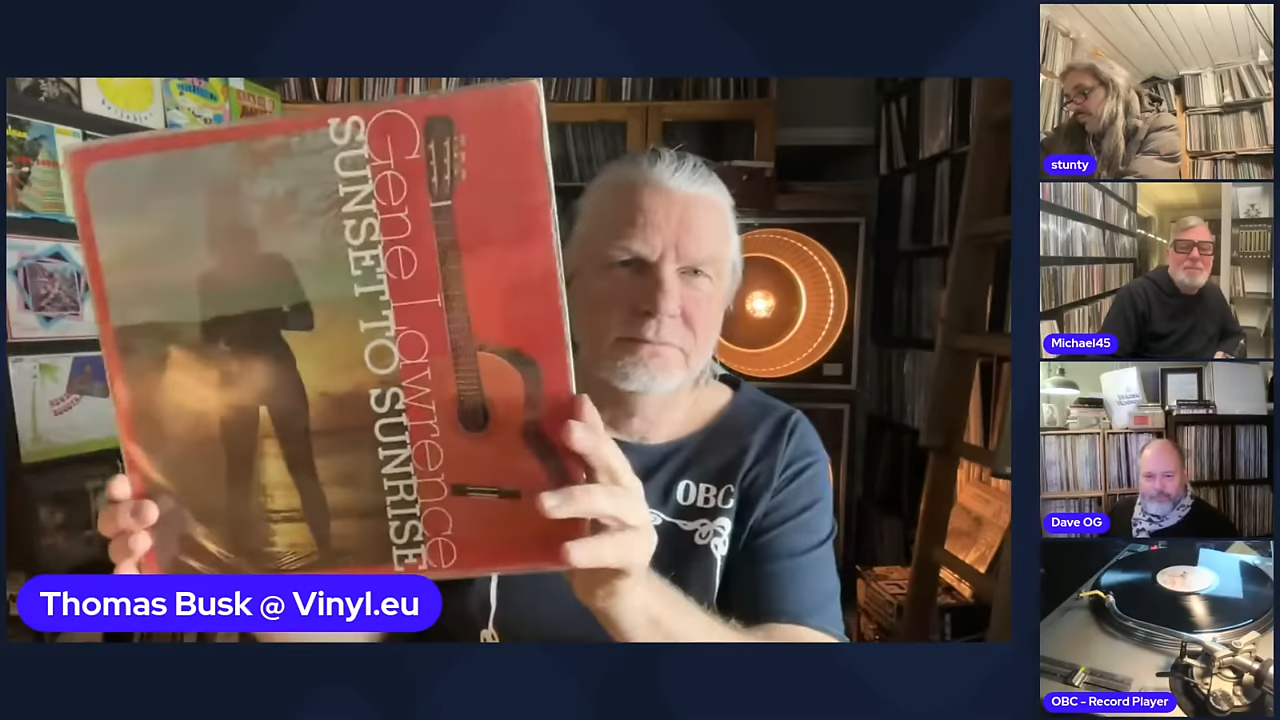 Gene Lawrence
SUNSET TO SUNRISE
OBC
Thomas Busk @ Vinyl.eu
stunty
Michael45
Dave OG
OBC - Record Player